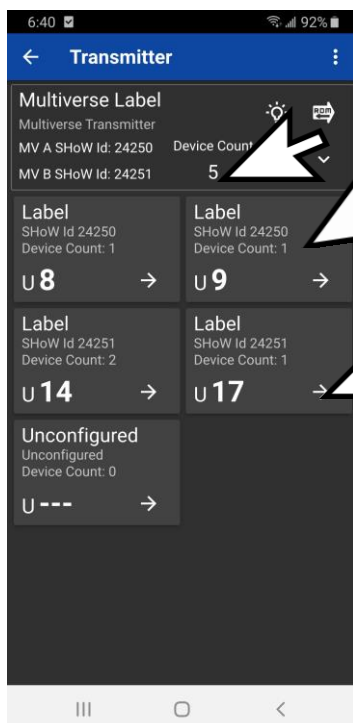 6:40 92%
Transmitter
Multiverse Label
Multiverse Transmitter
MV A SHoW Id: 24250 Device Count
MV B SHoW Id: 24251 5
Label Label
SHoW Id 24250 SHoW Id 24250
Device Count: 1 Device Count: 1
U 8 U 9
Label Label
SHoW Id 24251 SHoW Id 24251
Device Count: 2 Device Count: 1
U 14 U 17
Unconfigured
Unconfigured
Device Count: 0
U ---